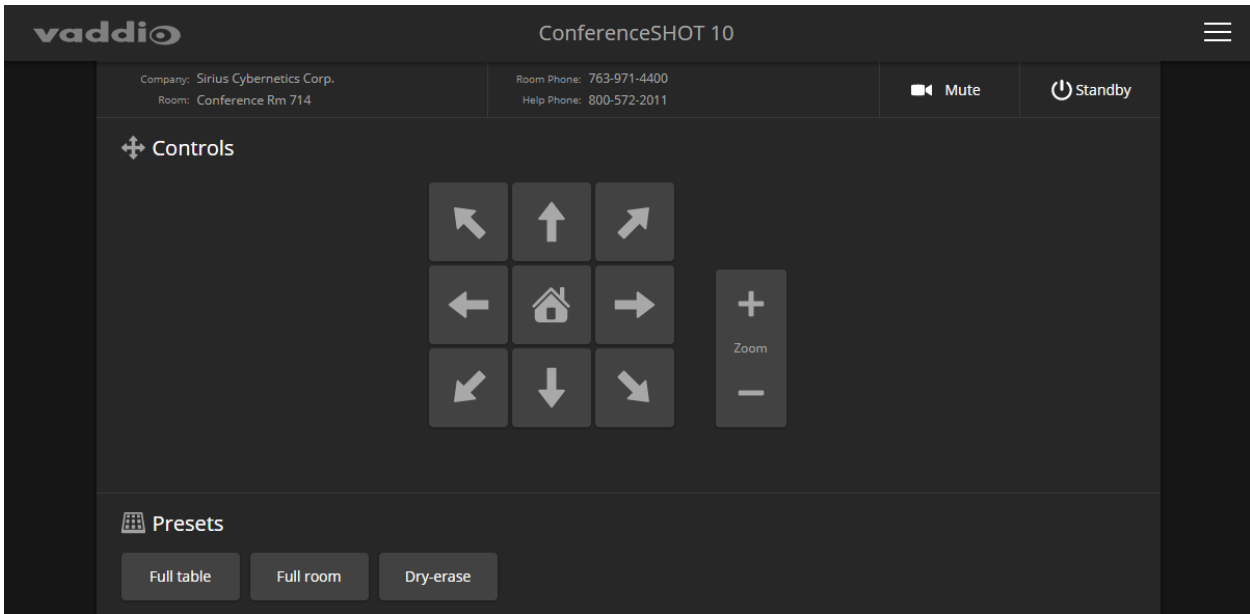 vaddio
ConferenceSHOT 10
Company: Sirius Cybernetics Corp.
Room: Conference Rm 714
Room Phone: 763-971-4400
Help Phone: 800-572-2011
Mute
Standby
Controls
Zoom
Presets
Full table
Full room
Dry-erase